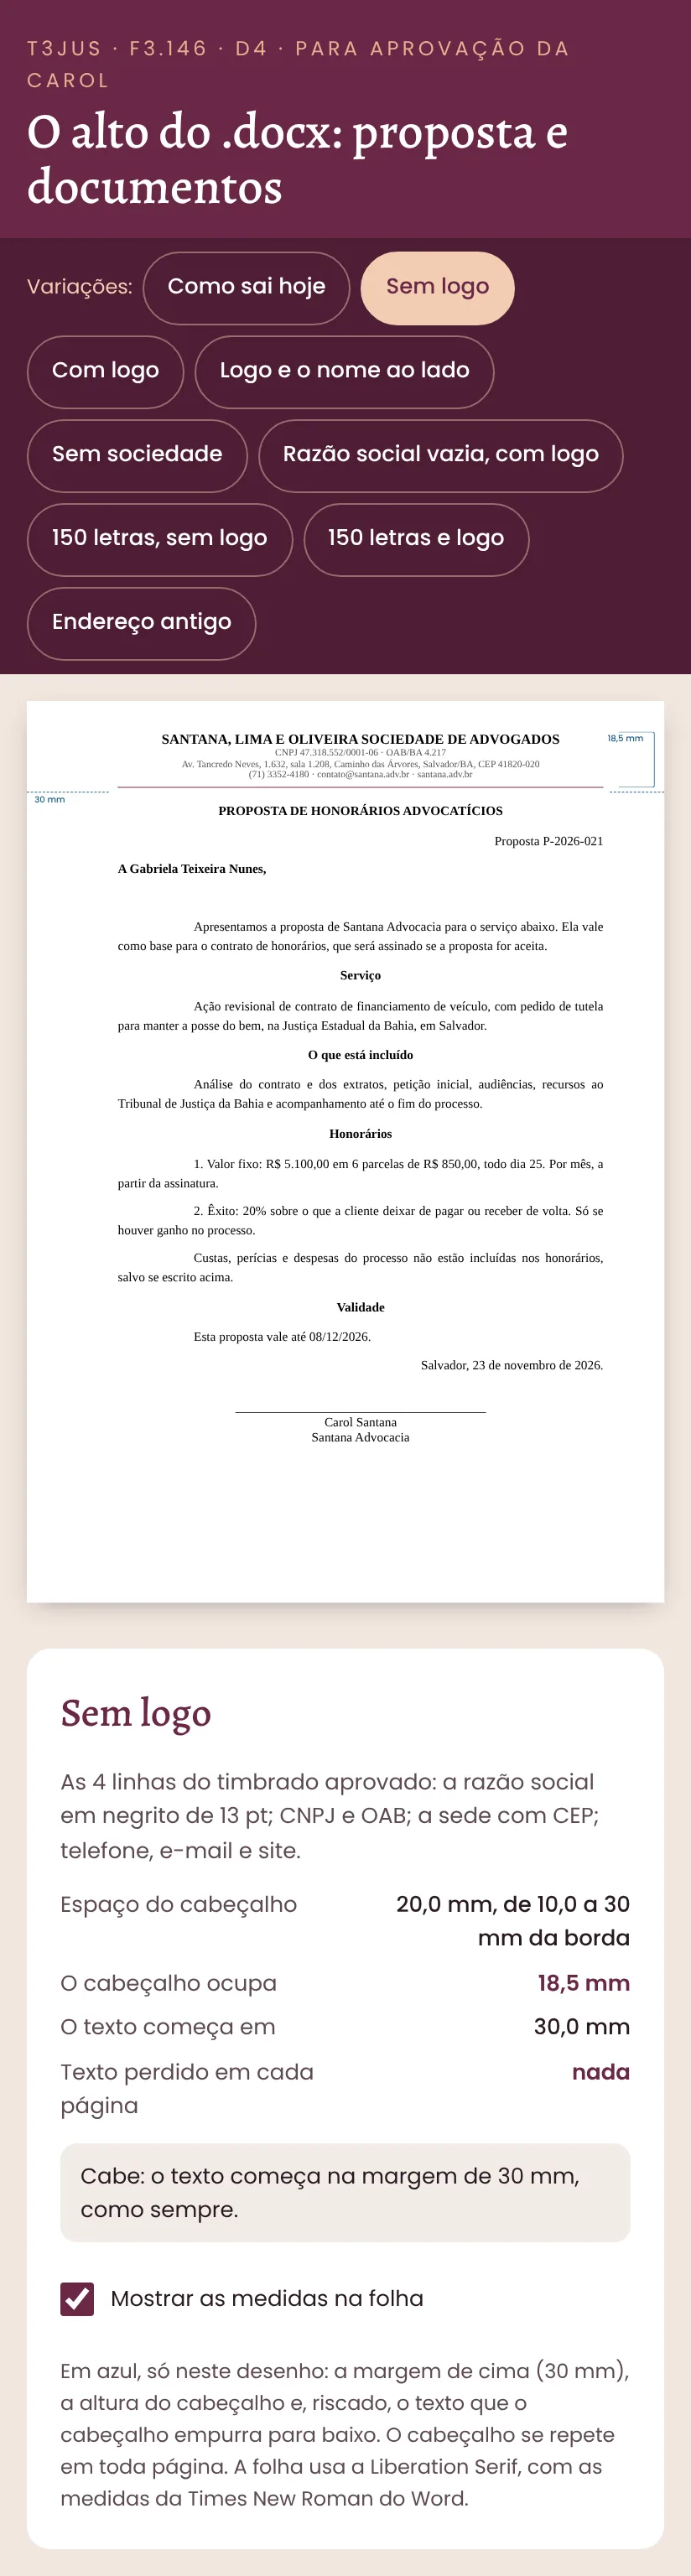 T3JUS · F3.146 · D4 · PARA APROVAÇÃO DA
CAROL
O alto do .docx: proposta e
documentos
Variações: Como sai hoje Sem logo
Com logo Logo e o nome ao lado
Sem sociedade Razão social vazia, com logo
150 letras, sem logo 150 letras e logo
Endereço antigo
SANTANA, LIMA E OLIVEIRA SOCIEDADE DE ADVOGADOS
18,5 mm
CNPJ 47.318.552/0001-06 · OAB/BA 4.217
Av. Tancredo Neves, 1.632, sala 1.208, Caminho das Árvores, Salvador/BA, CEP 41820-020
(71) 3352-4180 · contato@santana.adv.br · santana.adv.br
30 mm
PROPOSTA DE HONORÁRIOS ADVOCATÍCIOS
Proposta P-2026-021
A Gabriela Teixeira Nunes,
Apresentamos a proposta de Santana Advocacia para o serviço abaixo. Ela vale
como base para o contrato de honorários, que será assinado se a proposta for aceita.
Serviço
Ação revisional de contrato de financiamento de veículo, com pedido de tutela
para manter a posse do bem, na Justiça Estadual da Bahia, em Salvador.
O que está incluído
Análise do contrato e dos extratos, petição inicial, audiências, recursos ao
Tribunal de Justiça da Bahia e acompanhamento até o fim do processo.
Honorários
1. Valor fixo: R$ 5.100,00 em 6 parcelas de R$ 850,00, todo dia 25. Por mês, a
partir da assinatura.
2. Êxito: 20% sobre o que a cliente deixar de pagar ou receber de volta. Só se
houver ganho no processo.
Custas, perícias e despesas do processo não estão incluídas nos honorários,
salvo se escrito acima.
Validade
Esta proposta vale até 08/12/2026.
Salvador, 23 de novembro de 2026.
Carol Santana
Santana Advocacia
Sem logo
As 4 linhas do timbrado aprovado: a razão social
em negrito de 13 pt; CNPJ e OAB; a sede com CEP;
telefone, e-mail e site.
Espaço do cabeçalho 20,0 mm, de 10,0 a 30
mm da borda
O cabeçalho ocupa 18,5 mm
O texto começa em 30,0 mm
Texto perdido em cada nada
página
Cabe: o texto começa na margem de 30 mm,
como sempre.
Mostrar as medidas na folha
Em azul, só neste desenho: a margem de cima (30 mm),
a altura do cabeçalho e, riscado, o texto que o
cabeçalho empurra para baixo. O cabeçalho se repete
em toda página. A folha usa a Liberation Serif, com as
medidas da Times New Roman do Word.